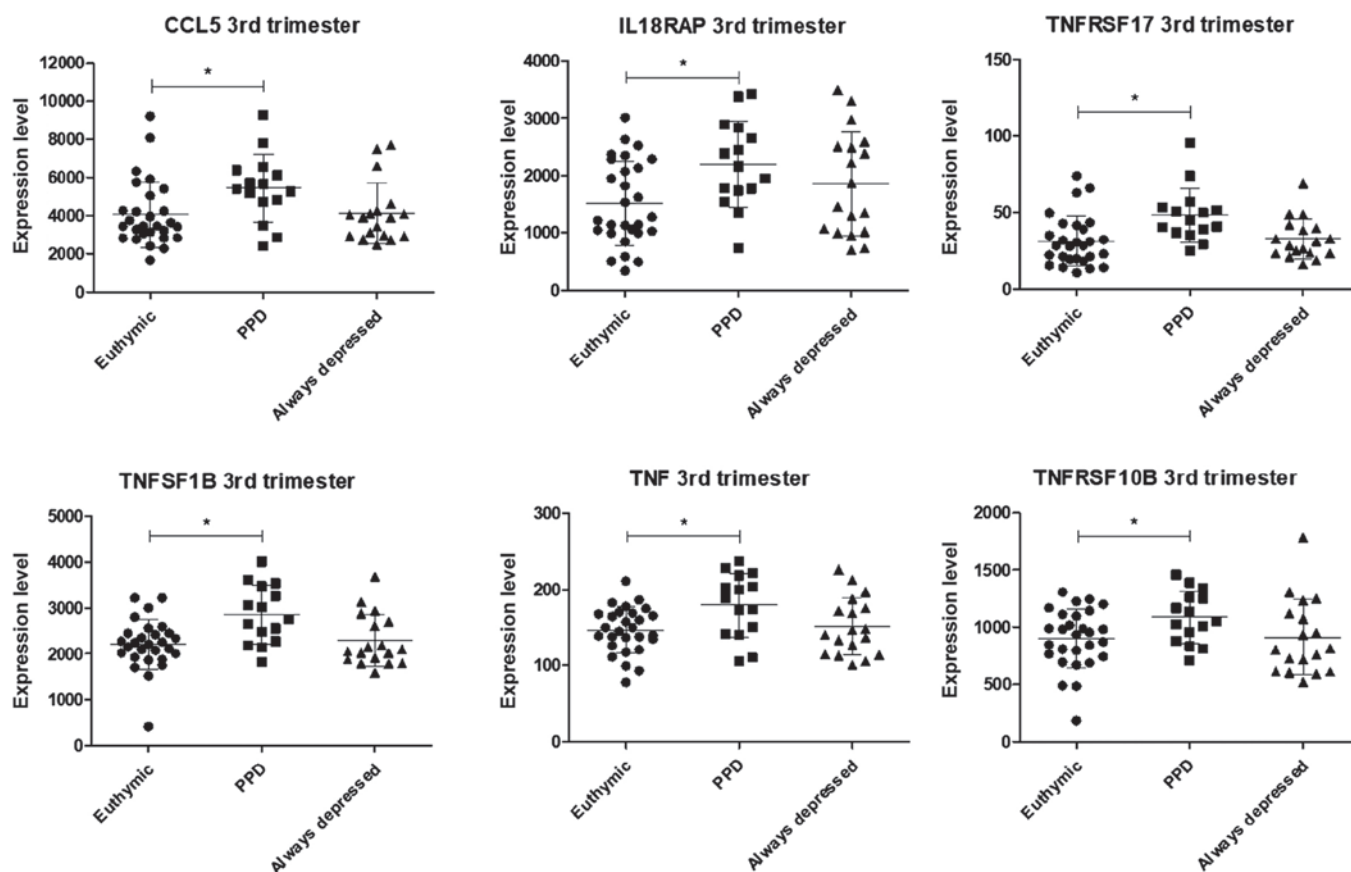 CCL5 3rd trimester
Expression level
12000
10000
8000
6000
4000
2000
0
*
Euthymic
PPD
Always depressed
IL18RAP 3rd trimester
Expression level
4000
3000
2000
1000
0
*
Euthymic
PPD
Always depressed
TNFRSF17 3rd trimester
Expression level
150
100
50
0
*
Euthymic
PPD
Always depressed
TNFSF1B 3rd trimester
Expression level
5000
4000
3000
2000
1000
0
*
Euthymic
PPD
Always depressed
TNF 3rd trimester
Expression level
300
200
100
0
*
Euthymic
PPD
Always depressed
TNFRSF10B 3rd trimester
Expression level
2000
1500
1000
500
0
*
Euthymic
PPD
Always depressed